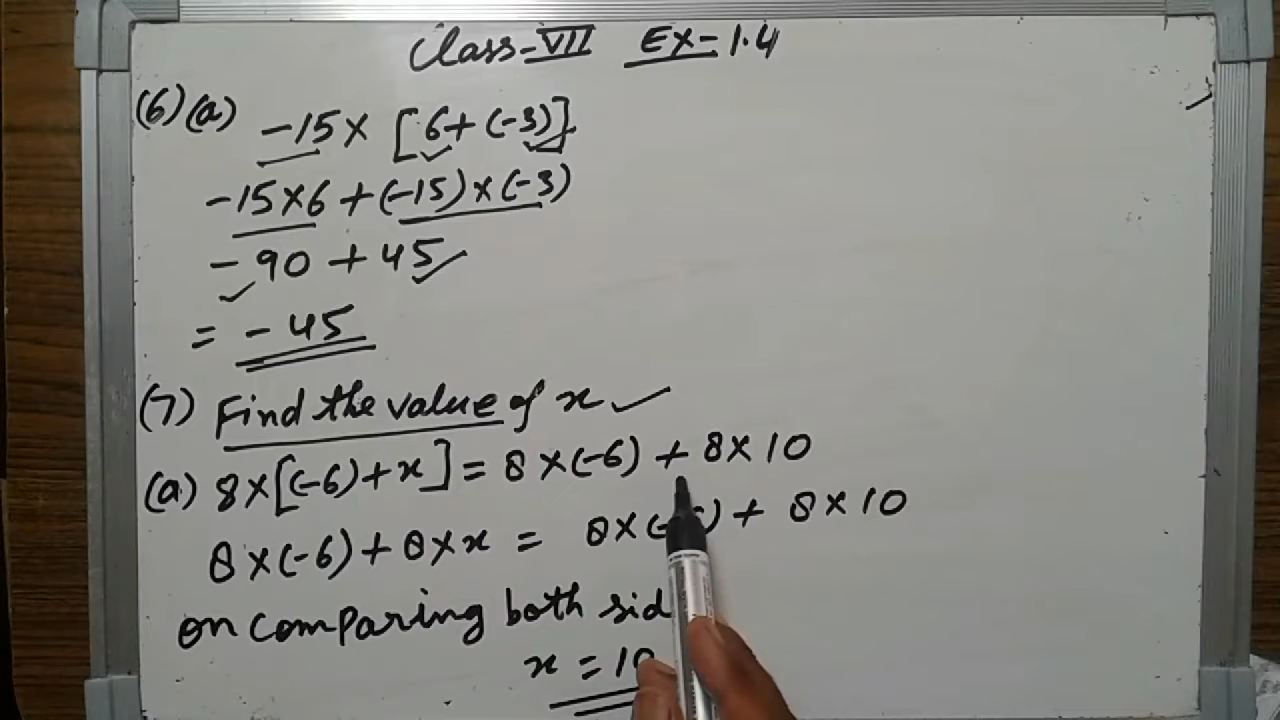 Class-VII Ex-1.4
(6)(a) -15× [6+(-3)]
-15×6 +(-15)×(-3)
-90+45
= -45
(7) Find the value of x
(a) 8×[(-6)+x] = 8×(-6) + 8×10
8×(-6)+8×x = 8×( )+ 8×10
on comparing both sid
x = 10